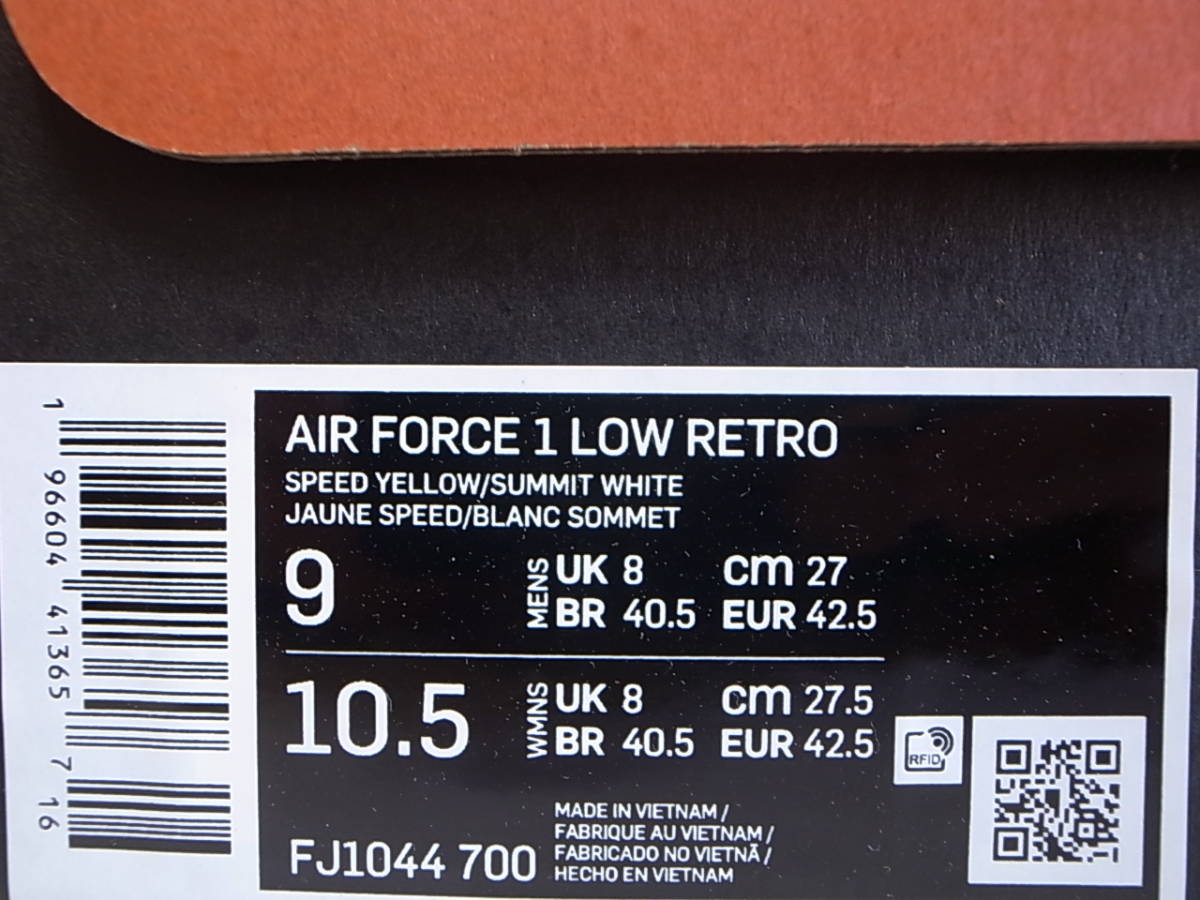 AIR FORCE 1 LOW RETRO
SPEED YELLOW/SUMMIT WHITE
JAUNE SPEED/BLANC SOMMET
9 MENS UK 8 cm 27
BR 40.5 EUR 42.5
10.5 WMNS UK 8 cm 27.5
BR 40.5 EUR 42.5
RFID
FJ1044 700
MADE IN VIETNAM /
FABRIQUE AU VIETNAM /
FABRICADO NO VIETNÃ /
HECHO EN VIETNAM
1 96604 41365 7 16